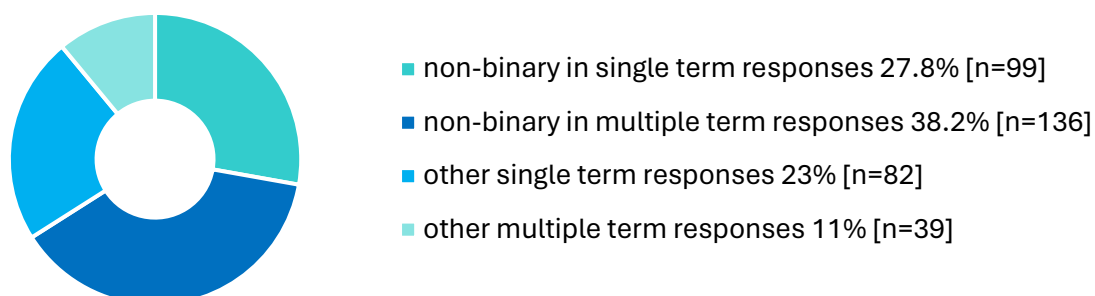 non-binary in single term responses 27.8% [n=99]
non-binary in multiple term responses 38.2% [n=136]
other single term responses 23% [n=82]
other multiple term responses 11% [n=39]